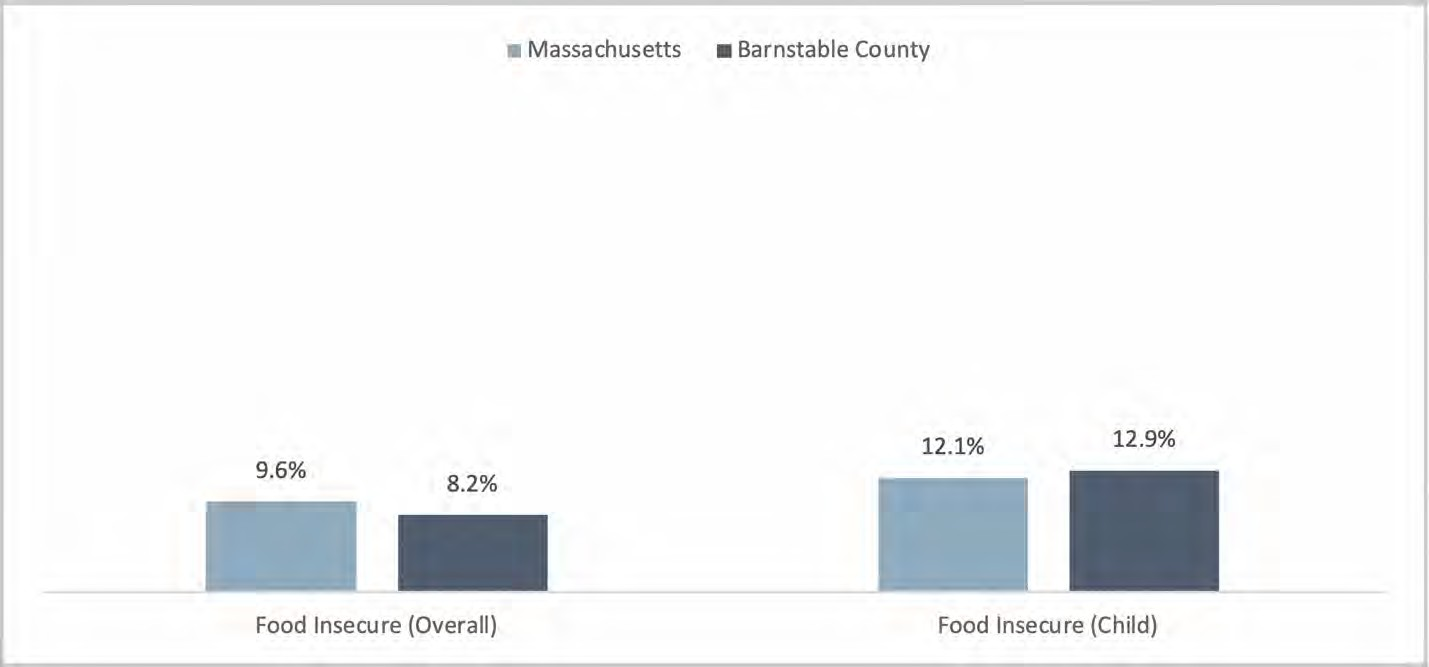 Massachusetts Barnstable County
9.6%
8.2%
12.1%
12.9%
Food Insecure (Overall)
Food Insecure (Child)